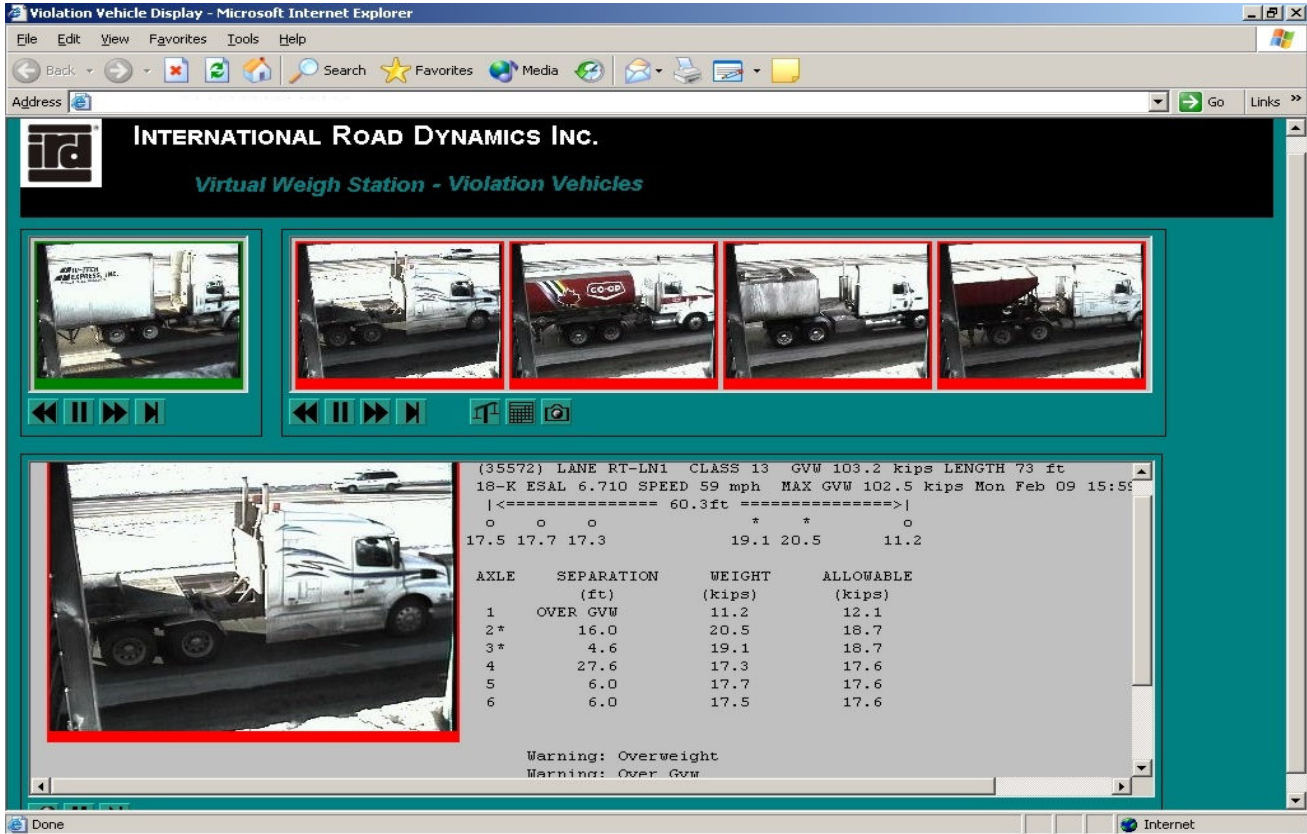 Violation Vehicle Display - Microsoft Internet Explorer
File Edit View Favorites Tools Help
Back Search Favorites Media
Address Go Links »
ird INTERNATIONAL ROAD DYNAMICS INC.
Virtual Weigh Station - Violation Vehicles
EXPRESS, INC.
CO-OP
(35572) LANE RT-LN1 CLASS 13 GVW 103.2 kips LENGTH 73 ft
18-K ESAL 6.710 SPEED 59 mph MAX GVW 102.5 kips Mon Feb 09 15:59
|<=============== 60.3ft ===============>|
o o o * * o
17.5 17.7 17.3 19.1 20.5 11.2
AXLE SEPARATION WEIGHT ALLOWABLE
(ft) (kips) (kips)
1 OVER GVW 11.2 12.1
2* 16.0 20.5 18.7
3* 4.6 19.1 18.7
4 27.6 17.3 17.6
5 6.0 17.7 17.6
6 6.0 17.5 17.6
Warning: Overweight
Warning: Over Gvw
Done Internet